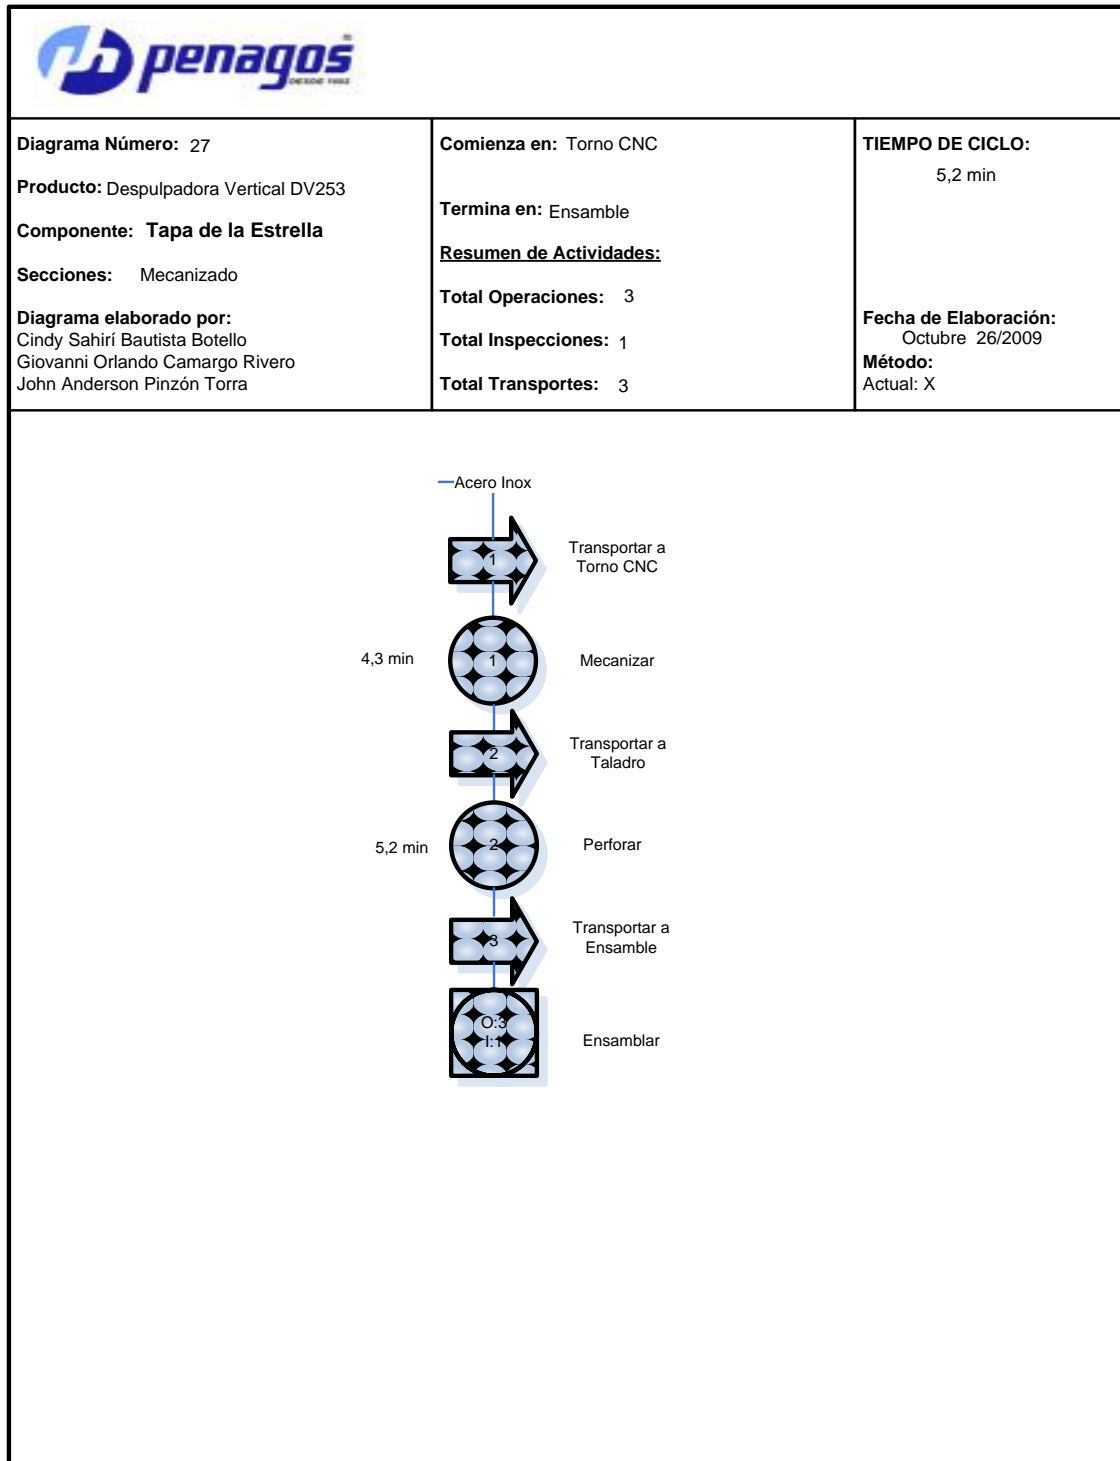 penagos
DESDE 1892
Diagrama Número: 27
Producto: Despulpadora Vertical DV253
Componente: Tapa de la Estrella
Secciones: Mecanizado
Diagrama elaborado por:
Cindy Sahirí Bautista Botello
Giovanni Orlando Camargo Rivero
John Anderson Pinzón Torra
Comienza en: Torno CNC
Termina en: Ensamble
Resumen de Actividades:
Total Operaciones: 3
Total Inspecciones: 1
Total Transportes: 3
TIEMPO DE CICLO:
5,2 min
Fecha de Elaboración:
Octubre 26/2009
Método:
Actual: X
Acero Inox
1
Transportar a
Torno CNC
4,3 min
1
Mecanizar
2
Transportar a
Taladro
5,2 min
2
Perforar
3
Transportar a
Ensamble
O:3
I:1
Ensamblar